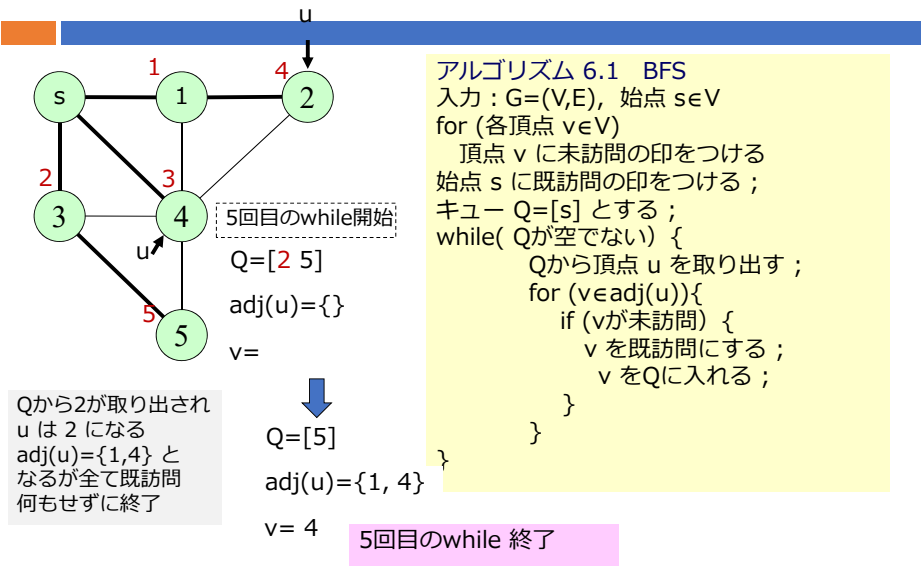 u
1
4
s
1
2
2
3
3
4
u
5
5
5回目のwhile開始
Q=[2 5]
adj(u)={}
v=
Qから2が取り出され
u は 2 になる
adj(u)={1,4} と
なるが全て既訪問
何もせずに終了
Q=[5]
adj(u)={1, 4}
v= 4
5回目のwhile 終了
アルゴリズム 6.1 BFS
入力：G=(V,E), 始点 s∊V
for (各頂点 v∊V)
頂点 v に未訪問の印をつける
始点 s に既訪問の印をつける ;
キュー Q=[s] とする ;
while( Qが空でない）{
Qから頂点 u を取り出す ;
for (v∊adj(u)){
if (vが未訪問）{
v を既訪問にする ;
v をQに入れる ;
}
}
}